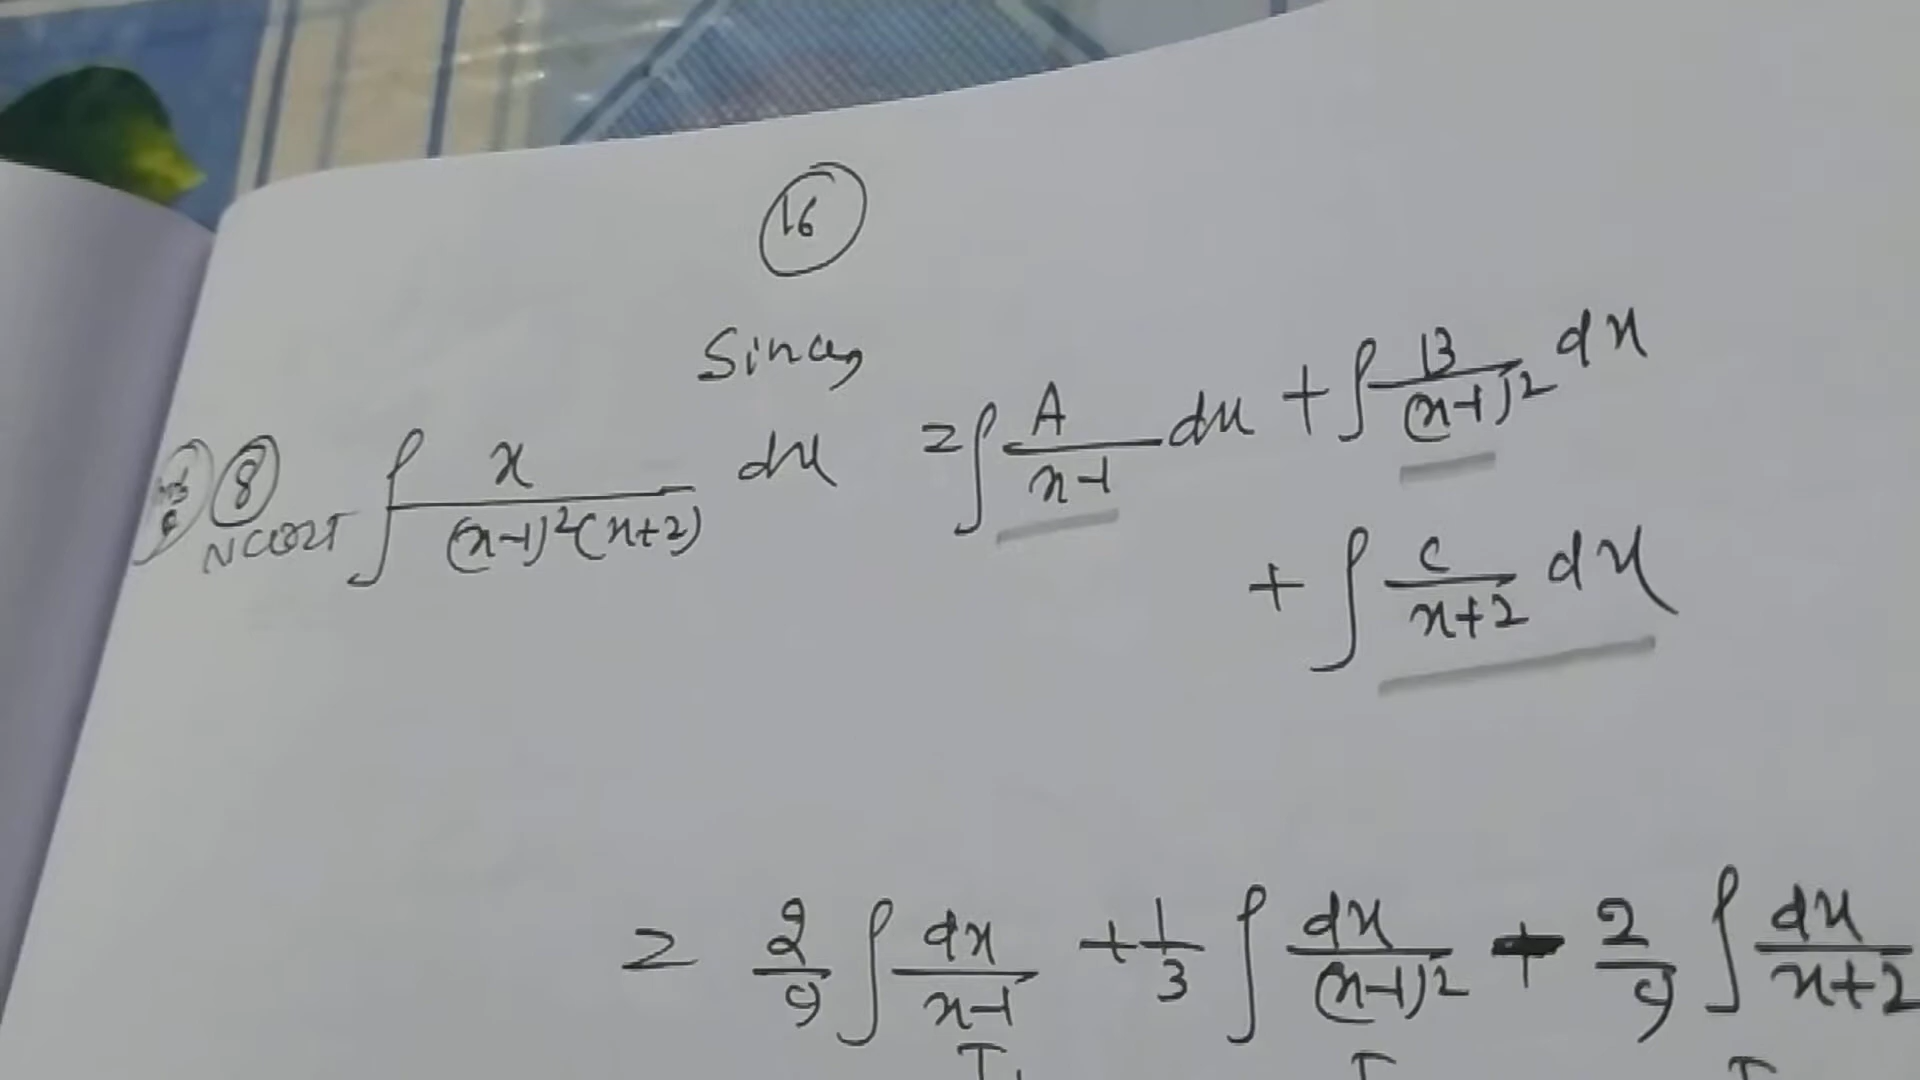 16
Since,
8 NCERT ∫ x/((x-1)²(x+2)) dx = ∫ A/(x-1) dx + ∫ B/(x-1)² dx
+ ∫ C/(x+2) dx
= 2/9 ∫ dx/(x-1) + 1/3 ∫ dx/(x-1)² - 2/9 ∫ dx/(x+2)